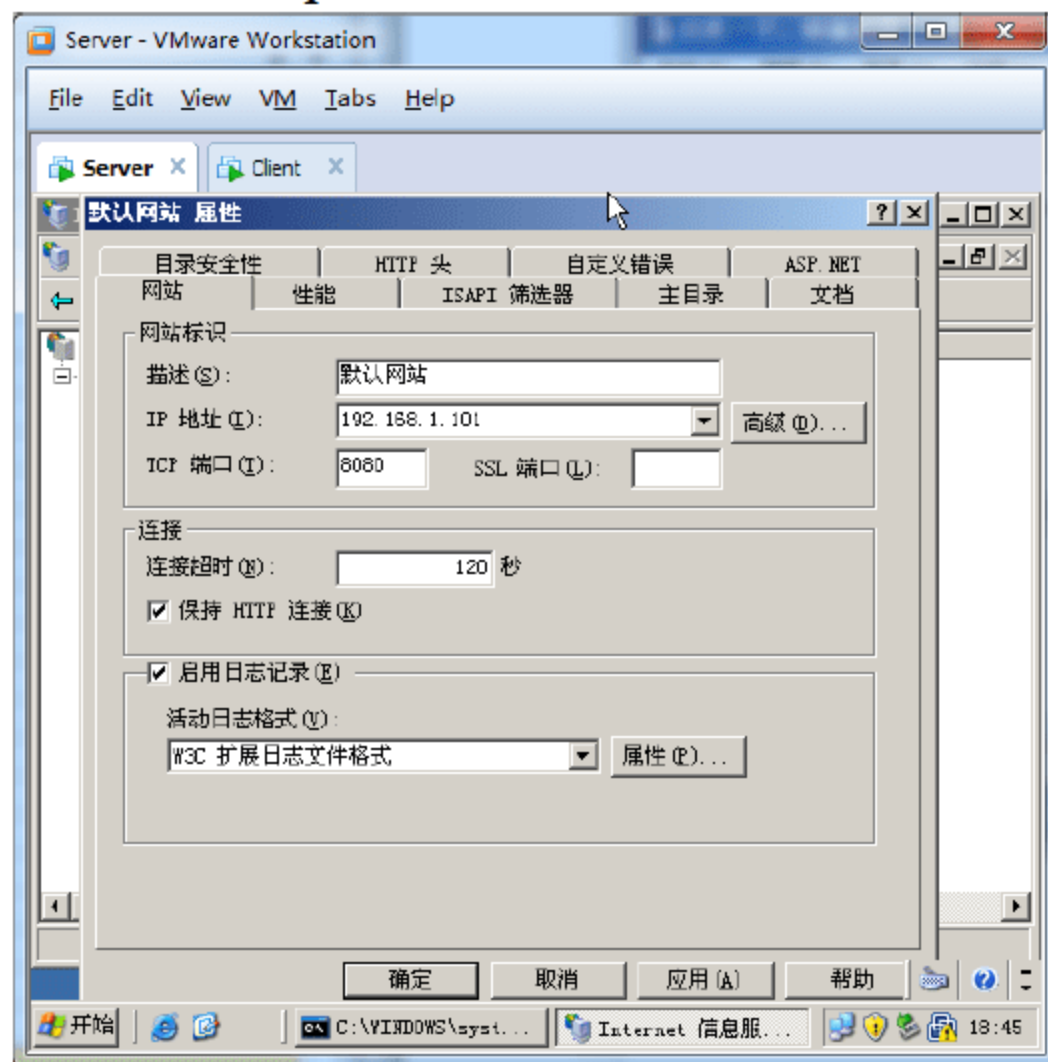 Server - VMware Workstation
File Edit View VM Tabs Help
Server Client
默认网站 属性
目录安全性 HTTP 头 自定义错误 ASP.NET
网站 性能 ISAPI 筛选器 主目录 文档
网站标识
描述(S): 默认网站
IP 地址(I): 192.168.1.101 高级(D)...
TCP 端口(T): 8080 SSL 端口(L):
连接
连接超时(N): 120 秒
保持 HTTP 连接(K)
启用日志记录(E)
活动日志格式(V):
W3C 扩展日志文件格式 属性(P)...
确定 取消 应用(A) 帮助
开始 C:\WINDOWS\syst... Internet 信息服... 18:45